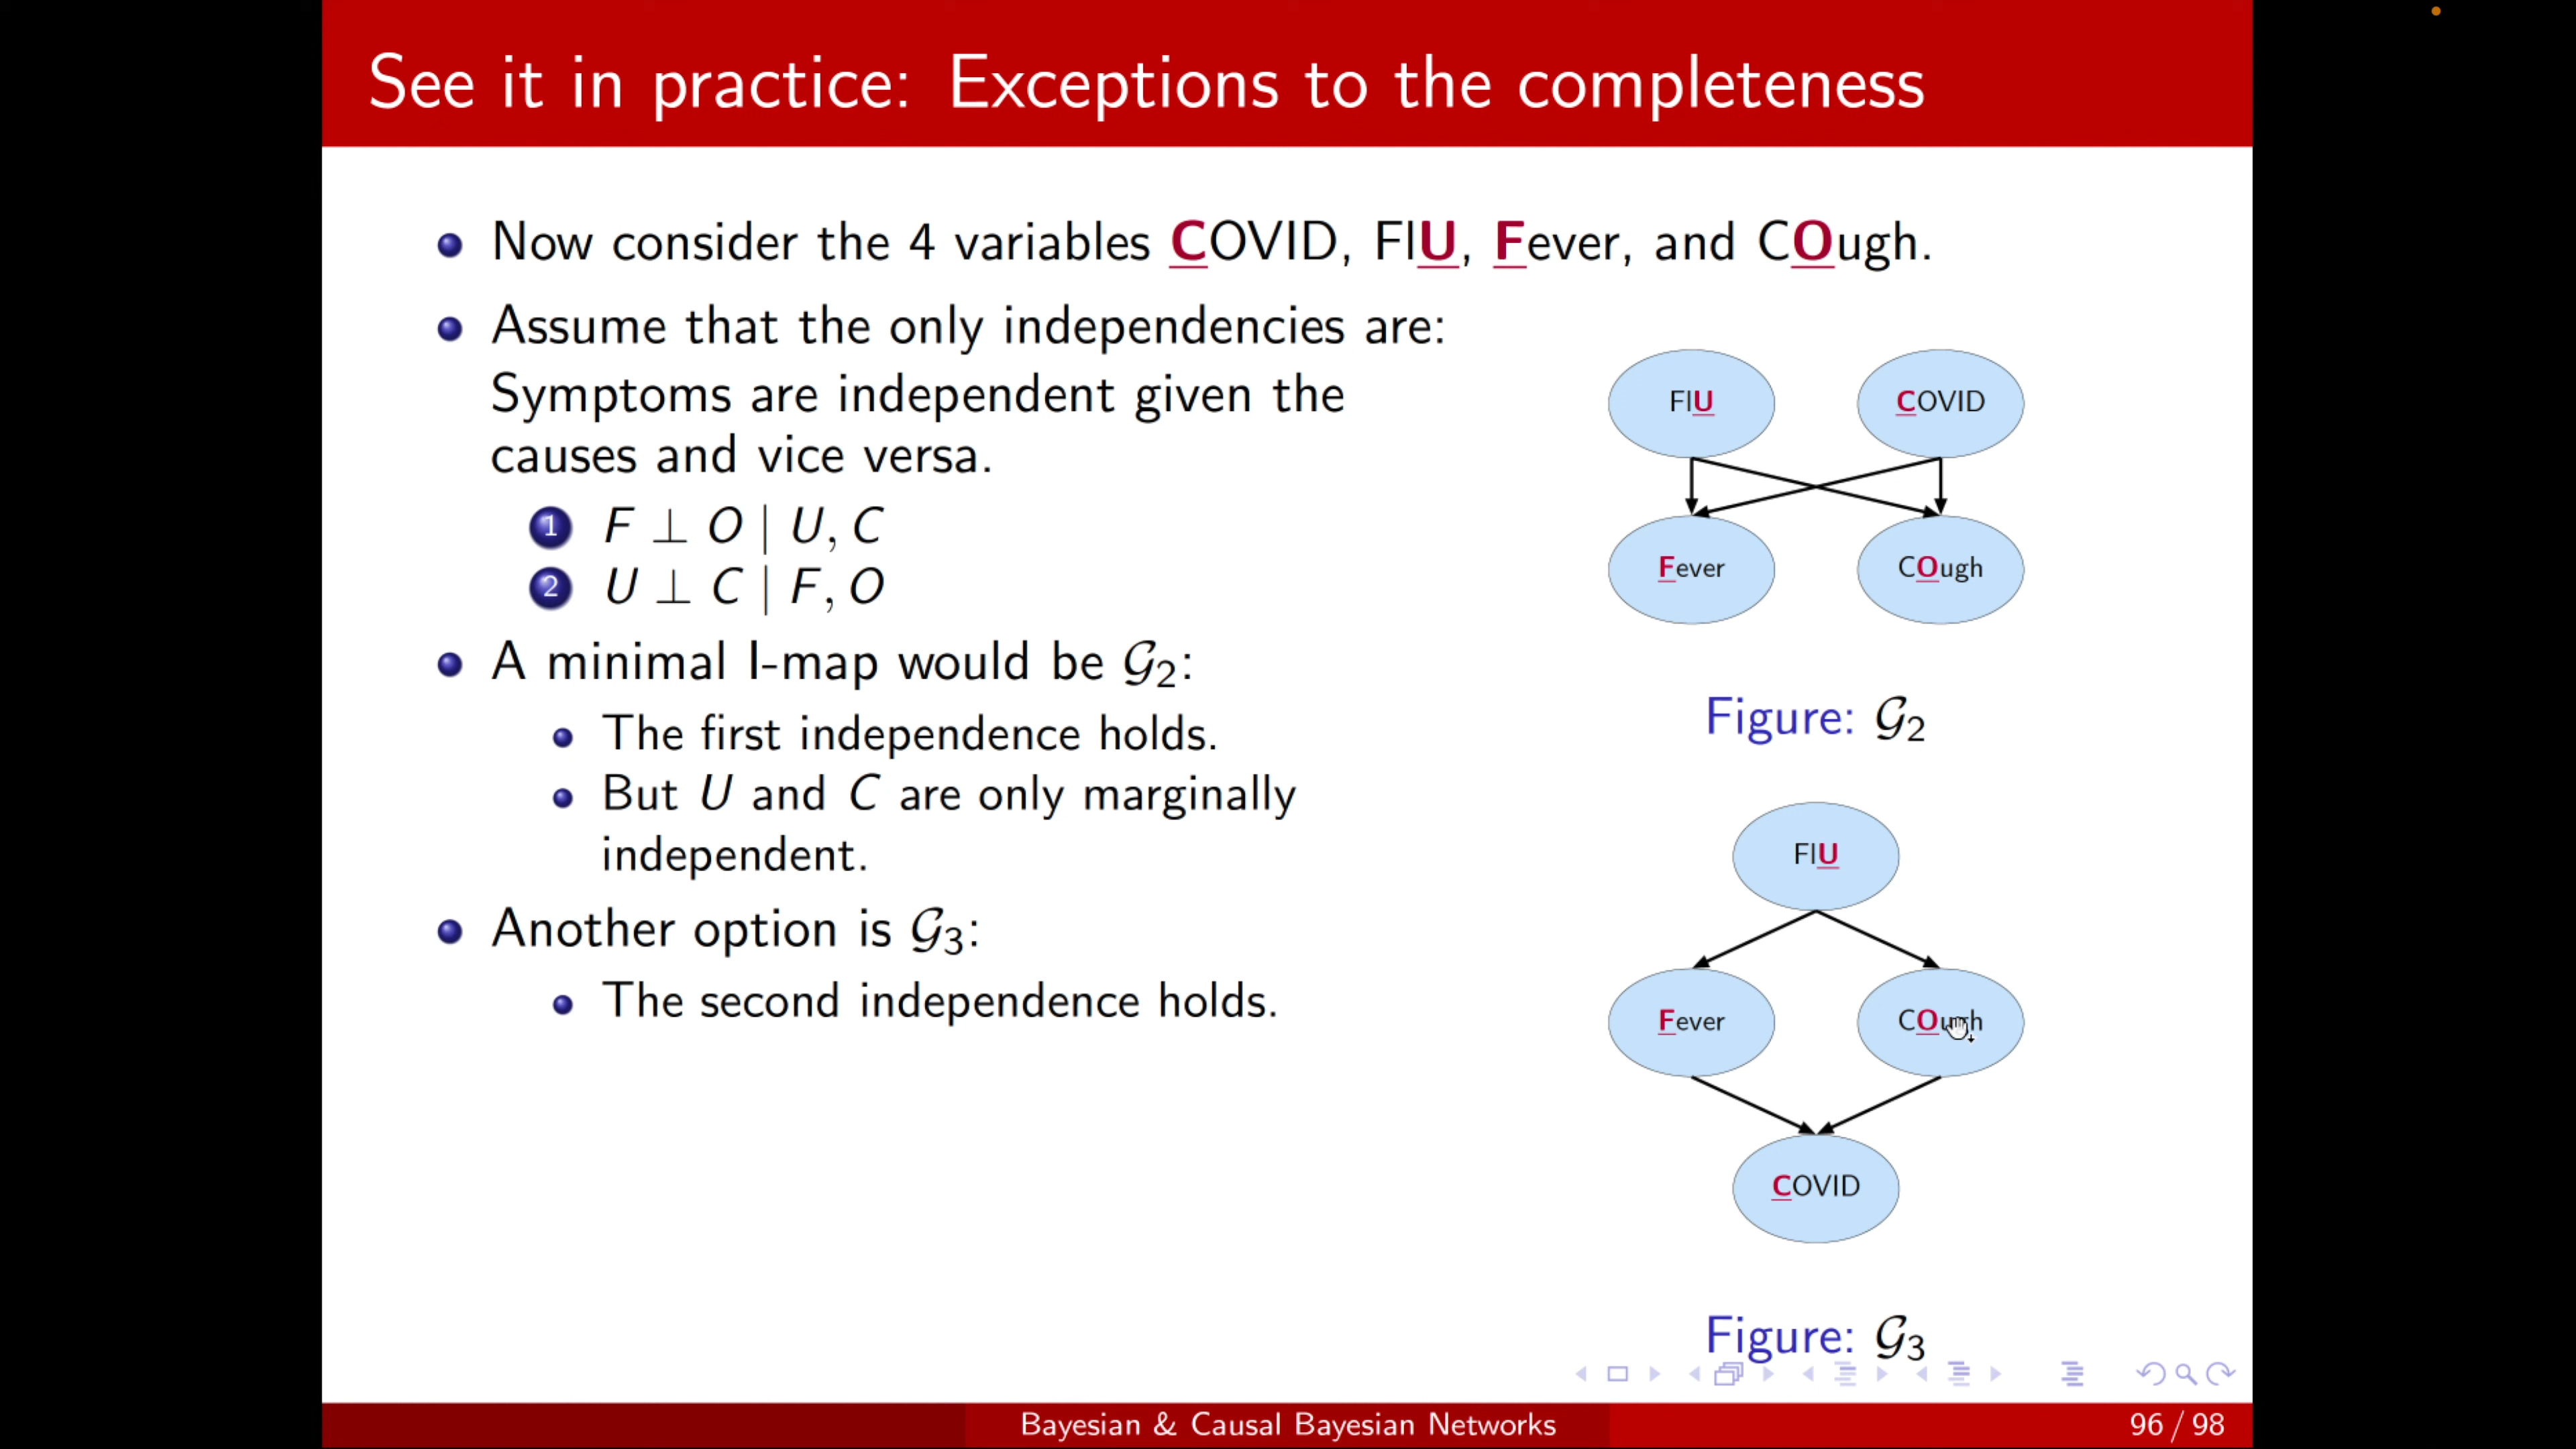 See it in practice: Exceptions to the completeness
Now consider the 4 variables COVID, FlU, Fever, and COugh.
Assume that the only independencies are:
Symptoms are independent given the
causes and vice versa.
1 F ⊥ O | U, C
2 U ⊥ C | F, O
A minimal I-map would be 𝒢₂:
The first independence holds.
But U and C are only marginally
independent.
Another option is 𝒢₃:
The second independence holds.
FlU
COVID
Fever
COugh
Figure: 𝒢₂
FlU
Fever
COugh
COVID
Figure: 𝒢₃
Bayesian & Causal Bayesian Networks
96 / 98